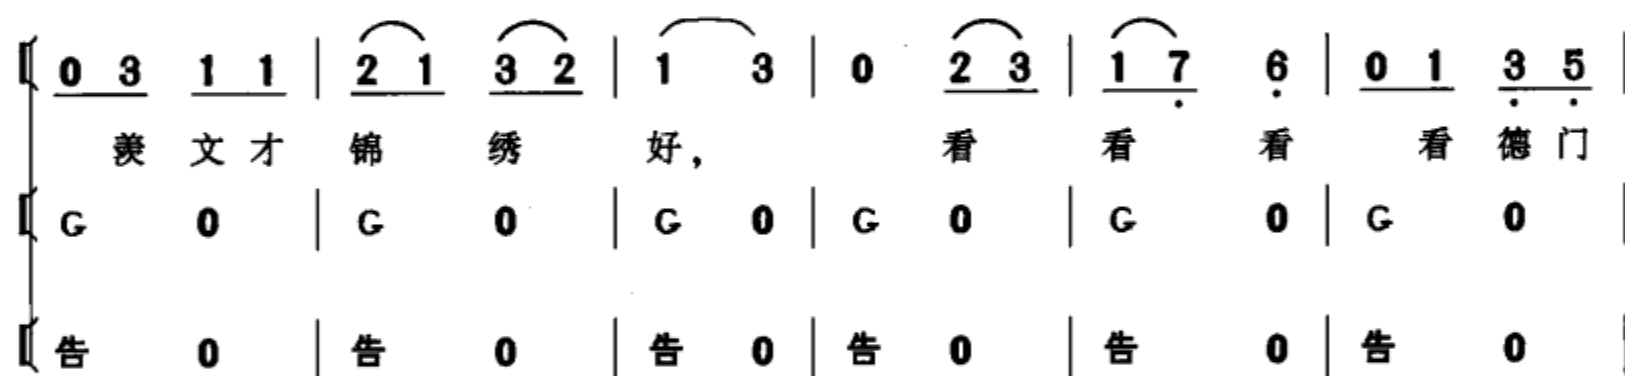 0 3 1 1 | 2 1 3 2 | 1 3 | 0 2 3 | 1 7 6 | 0 1 3 5 |
羡 文 才 锦 绣 好， 看 看 看 看 德 门
G 0 | G 0 | G 0 | G 0 | G 0 | G 0
告 0 | 告 0 | 告 0 | 告 0 | 告 0 | 告 0